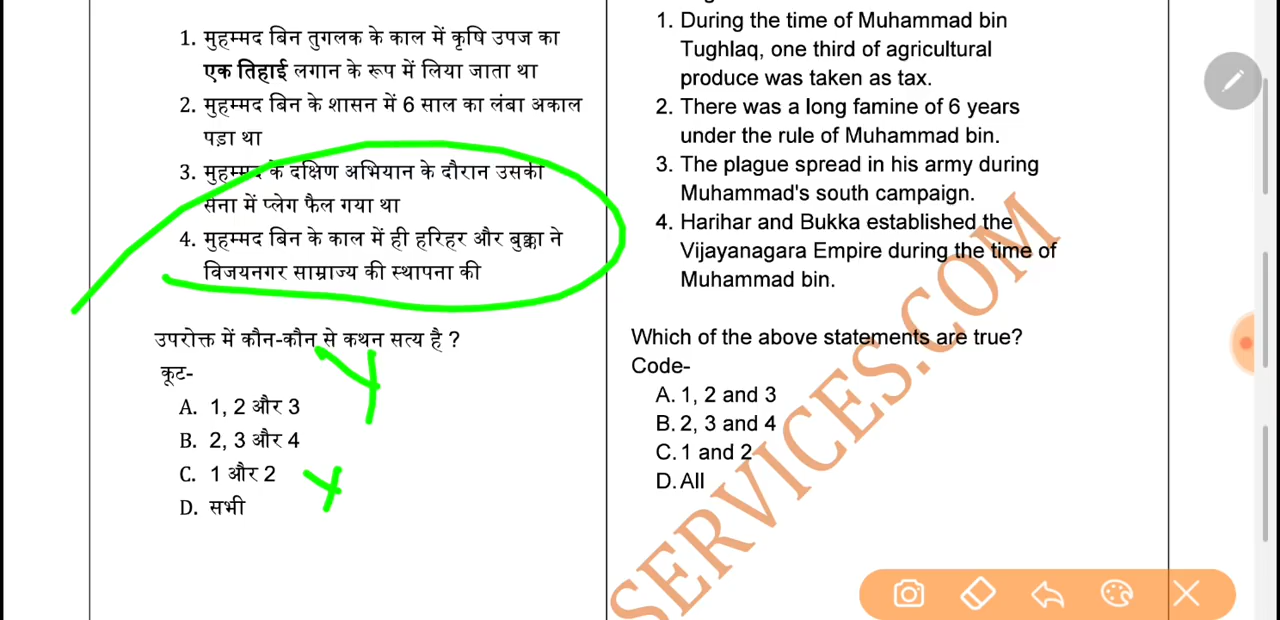 1. मुहम्मद बिन तुगलक के काल में कृषि उपज का
एक तिहाई लगान के रूप में लिया जाता था
2. मुहम्मद बिन के शासन में 6 साल का लंबा अकाल
पड़ा था
3. मुहम्मद के दक्षिण अभियान के दौरान उसकी
सेना में प्लेग फैल गया था
4. मुहम्मद बिन के काल में ही हरिहर और बुक्का ने
विजयनगर साम्राज्य की स्थापना की
उपरोक्त में कौन-कौन से कथन सत्य है ?
कूट-
A. 1, 2 और 3
B. 2, 3 और 4
C. 1 और 2
D. सभी
1. During the time of Muhammad bin
Tughlaq, one third of agricultural
produce was taken as tax.
2. There was a long famine of 6 years
under the rule of Muhammad bin.
3. The plague spread in his army during
Muhammad's south campaign.
4. Harihar and Bukka established the
Vijayanagara Empire during the time of
Muhammad bin.
Which of the above statements are true?
Code-
A. 1, 2 and 3
B. 2, 3 and 4
C. 1 and 2
D. All
SERVICES.COM